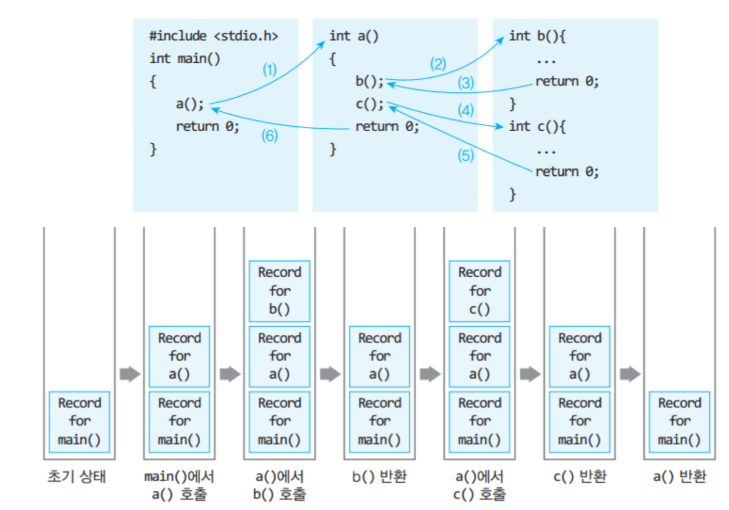 #include <stdio.h>
int main()
{
a();
return 0;
}
(1)
(6)
int a()
{
b();
c();
return 0;
}
(2)
(3)
(4)
(5)
int b(){
...
return 0;
}
int c(){
...
return 0;
}
Record
for
main()
초기 상태
Record
for
a()
Record
for
main()
main()에서
a() 호출
Record
for
b()
Record
for
a()
Record
for
main()
a()에서
b() 호출
Record
for
a()
Record
for
main()
b() 반환
Record
for
c()
Record
for
a()
Record
for
main()
a()에서
c() 호출
Record
for
a()
Record
for
main()
c() 반환
Record
for
main()
a() 반환